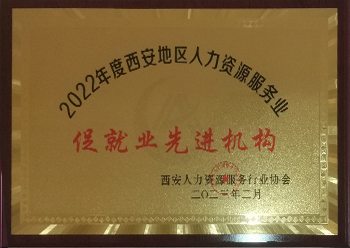 2022年度西安地区人力资源服务业
促就业先进机构
西安人力资源服务行业协会
二〇二三年二月